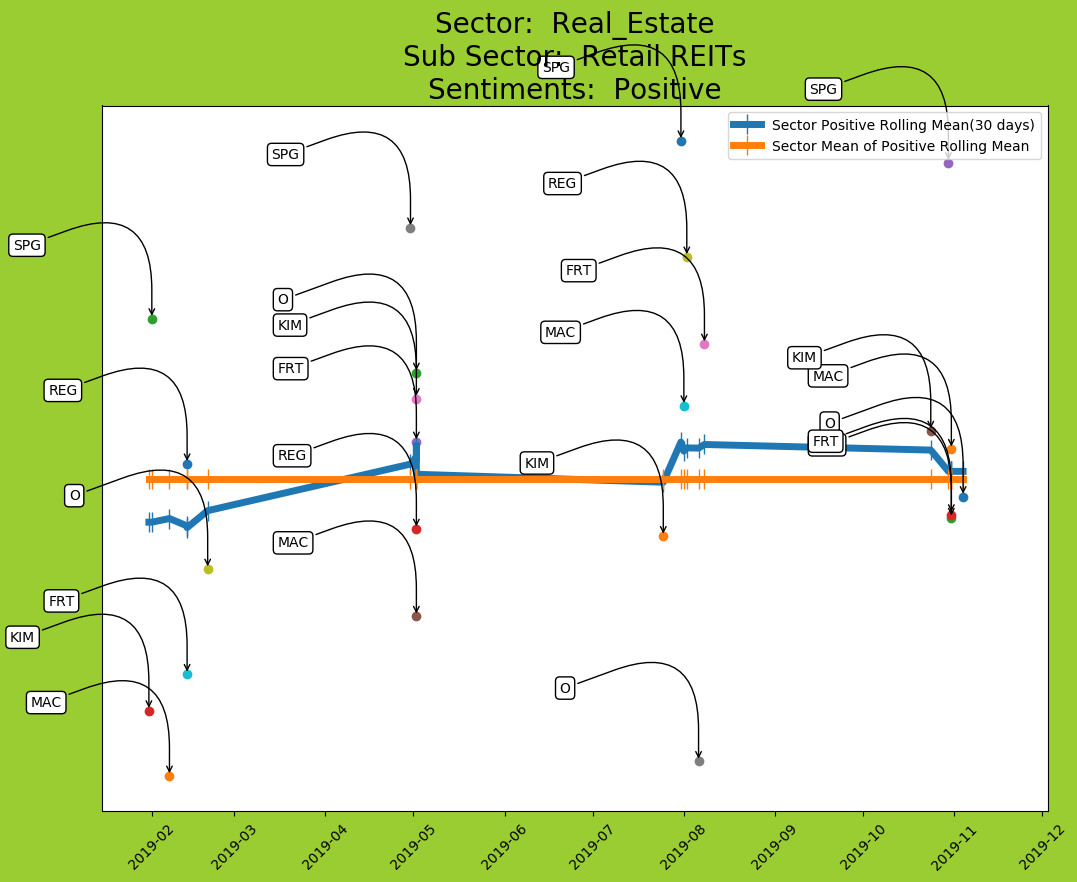 Sector:  Real_Estate
Sub Sector:  Retail REITs
Sentiments:  Positive
SPG
SPG
Sector Positive Rolling Mean(30 days)
Sector Mean of Positive Rolling Mean
SPG
REG
SPG
FRT
O
KIM
MAC
KIM
FRT
MAC
REG
O
FRT
REG
KIM
O
MAC
FRT
KIM
O
MAC
2019-02
2019-03
2019-04
2019-05
2019-06
2019-07
2019-08
2019-09
2019-10
2019-11
2019-12